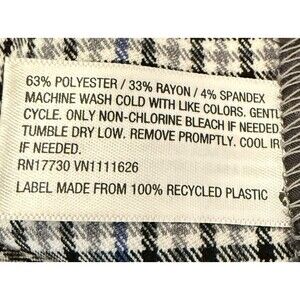 63% POLYESTER / 33% RAYON / 4% SPANDEX
MACHINE WASH COLD WITH LIKE COLORS. GENTL
CYCLE. ONLY NON-CHLORINE BLEACH IF NEEDED.
TUMBLE DRY LOW. REMOVE PROMPTLY. COOL IR
IF NEEDED.
RN17730 VN1111626
LABEL MADE FROM 100% RECYCLED PLASTIC